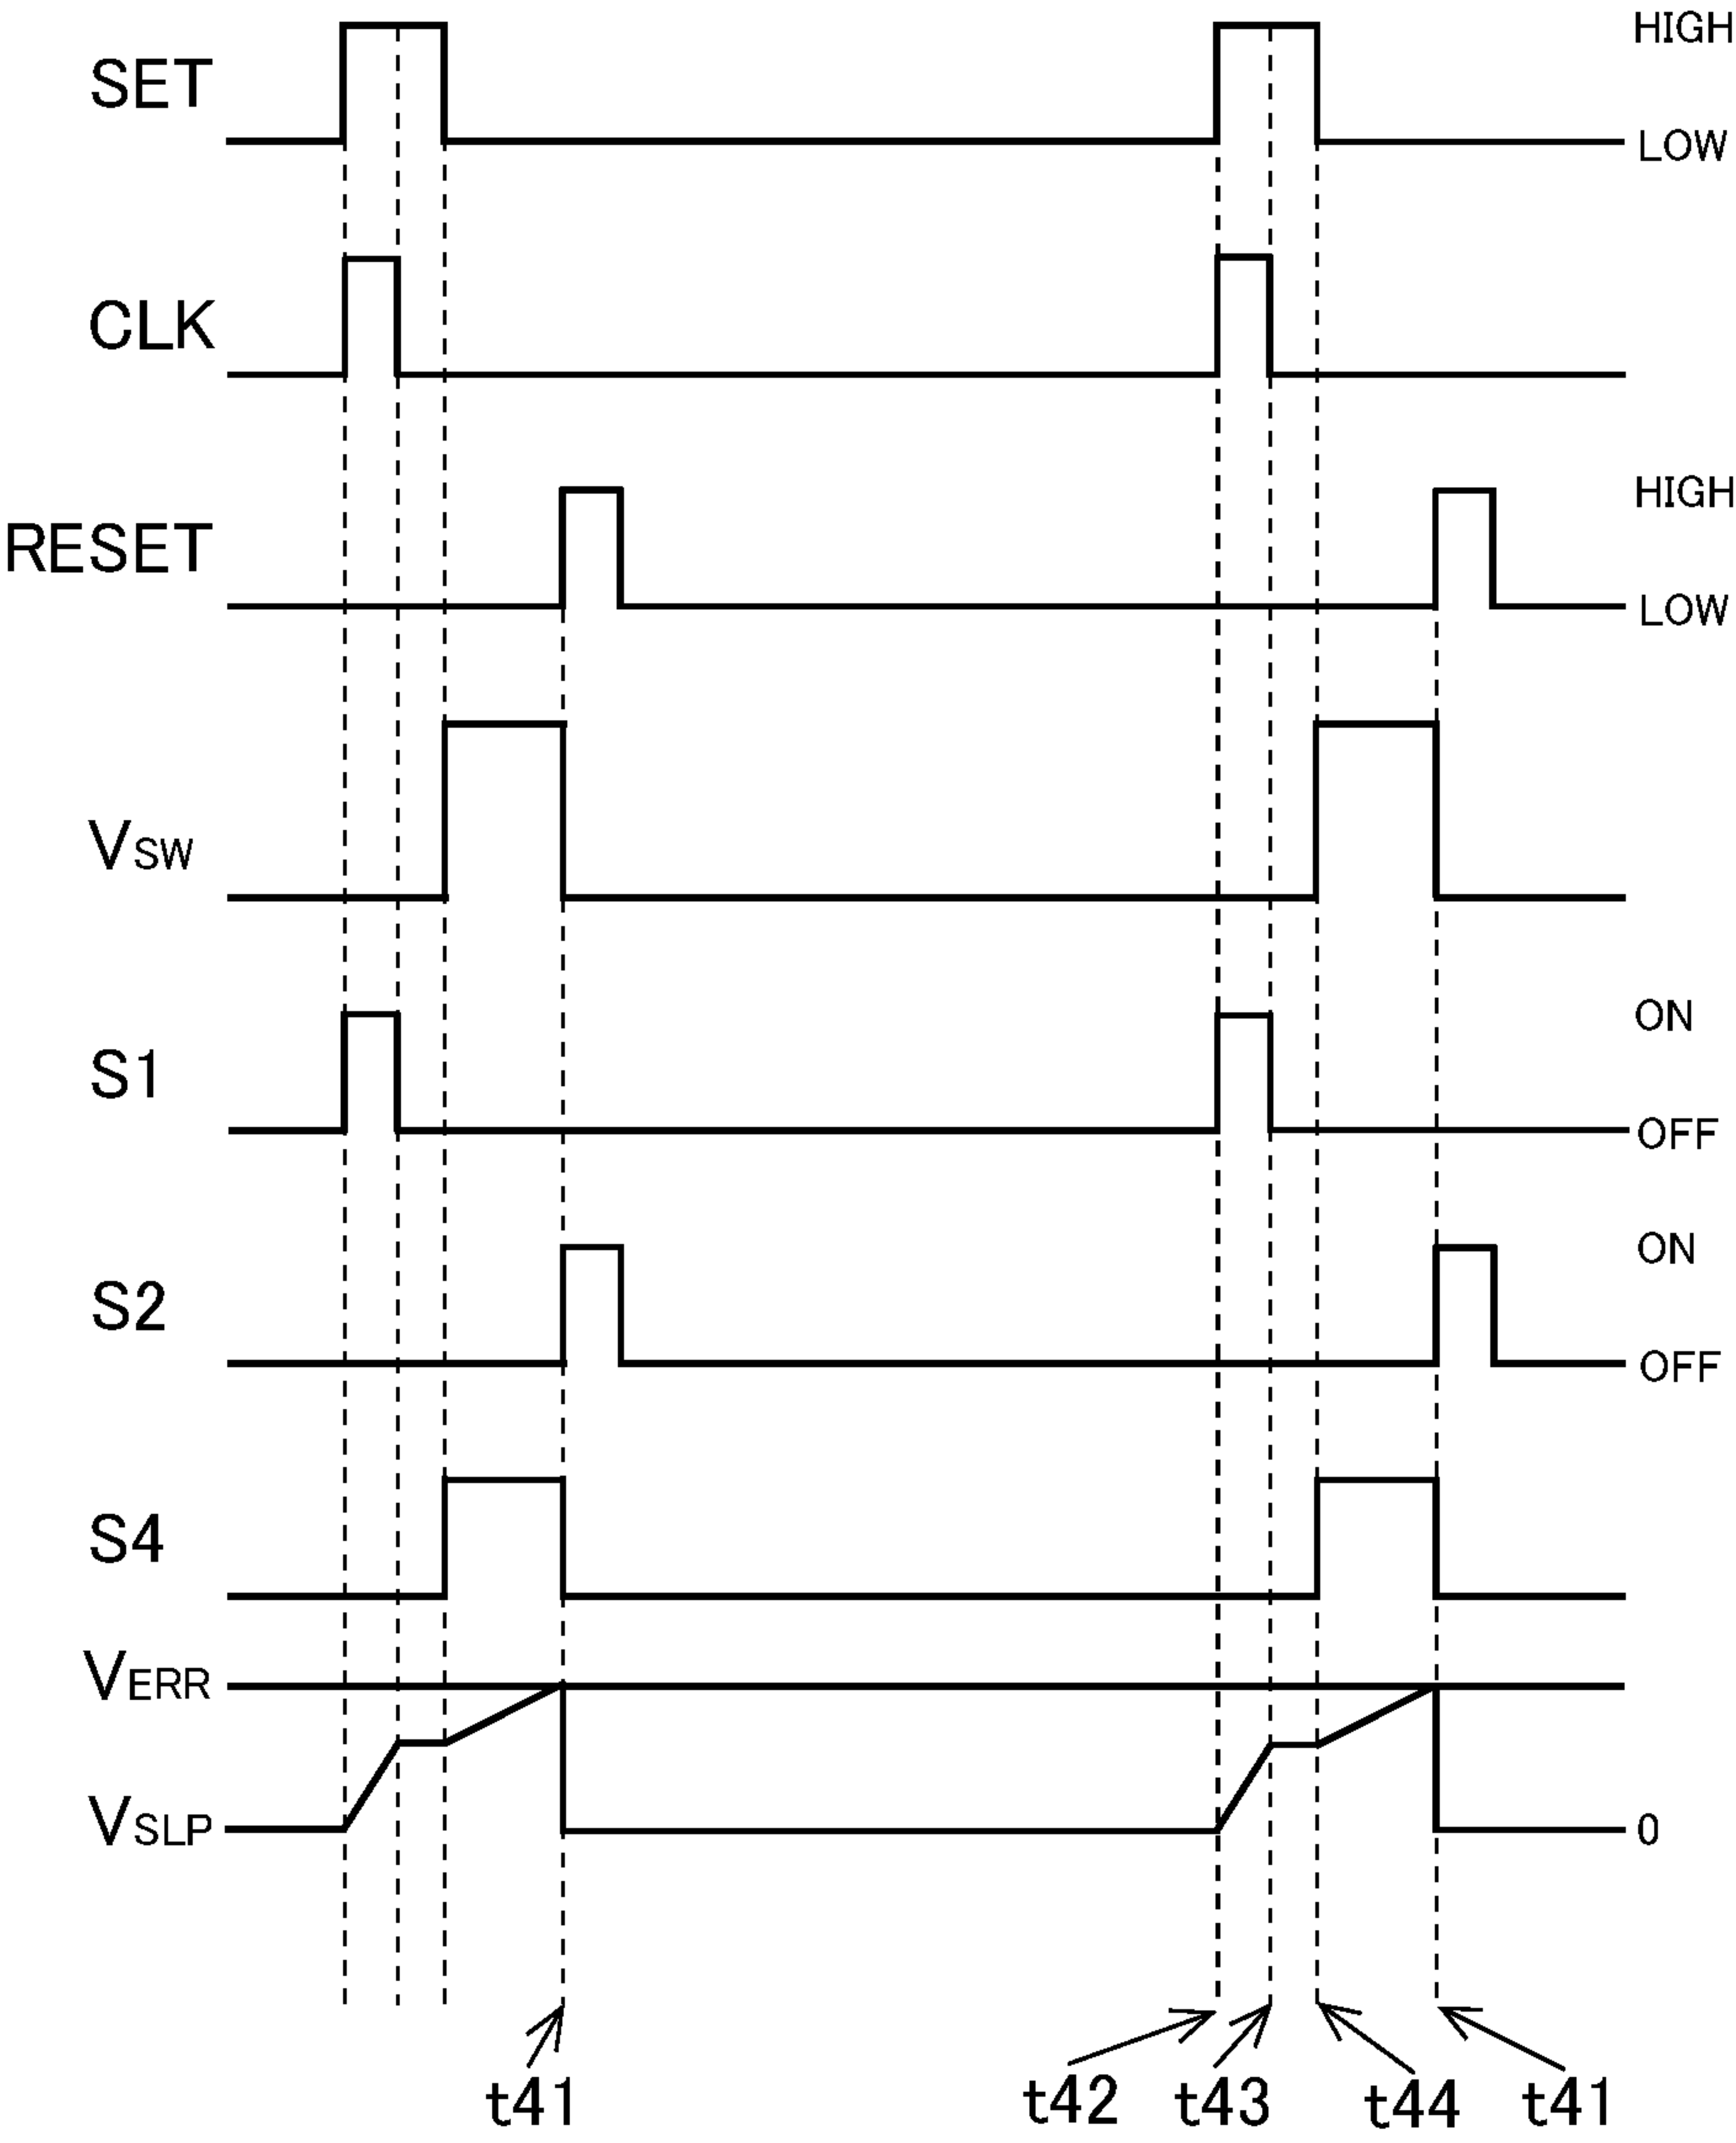 HIGH
SET
LOW
CLK
HIGH
RESET
LOW
VSW
ON
S1
OFF
ON
S2
OFF
S4
VERR
VSLP 0
t41 t42 t43 t44 t41